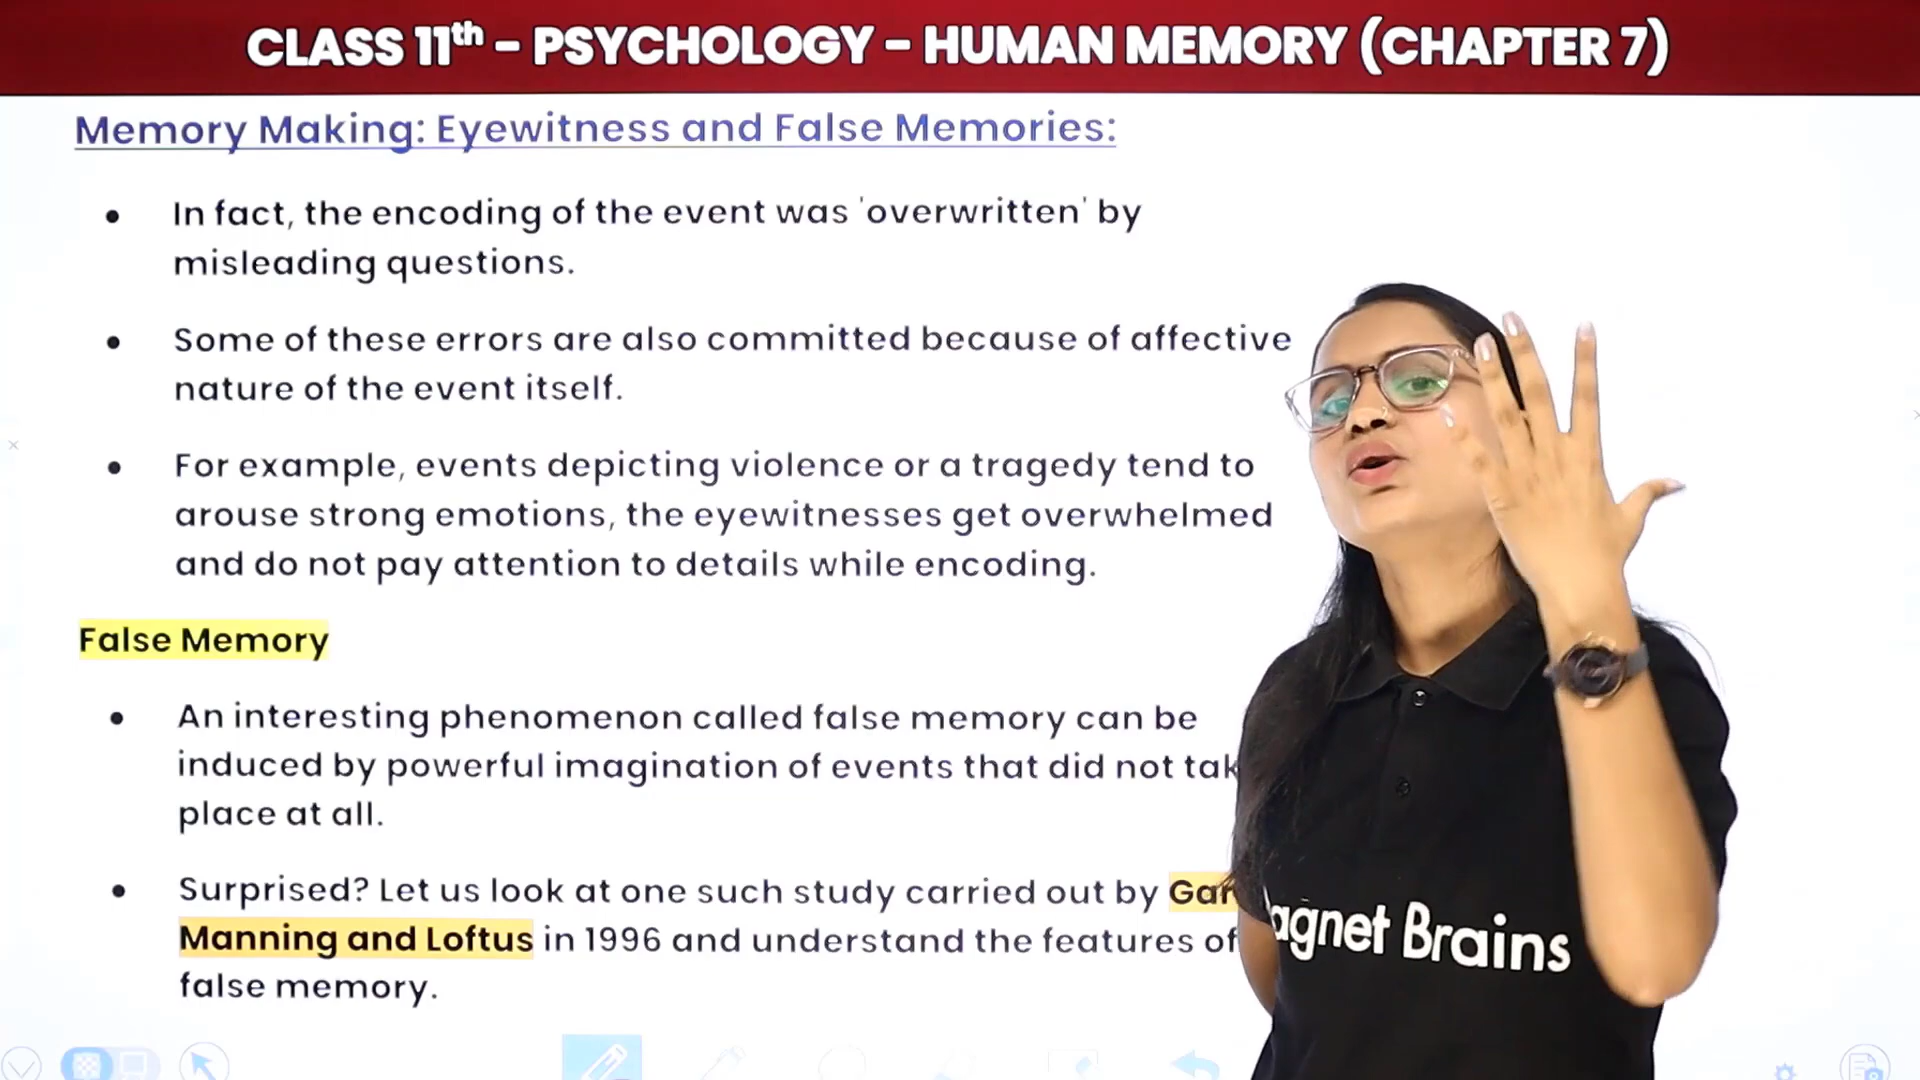 CLASS 11th – PSYCHOLOGY – HUMAN MEMORY (CHAPTER 7)
Memory Making: Eyewitness and False Memories:
• In fact, the encoding of the event was 'overwritten' by
misleading questions.
• Some of these errors are also committed because of affective
nature of the event itself.
• For example, events depicting violence or a tragedy tend to
arouse strong emotions, the eyewitnesses get overwhelmed
and do not pay attention to details while encoding.
False Memory
• An interesting phenomenon called false memory can be
induced by powerful imagination of events that did not tak
place at all.
• Surprised? Let us look at one such study carried out by Gar
Manning and Loftus in 1996 and understand the features of
false memory.
agnet Brains